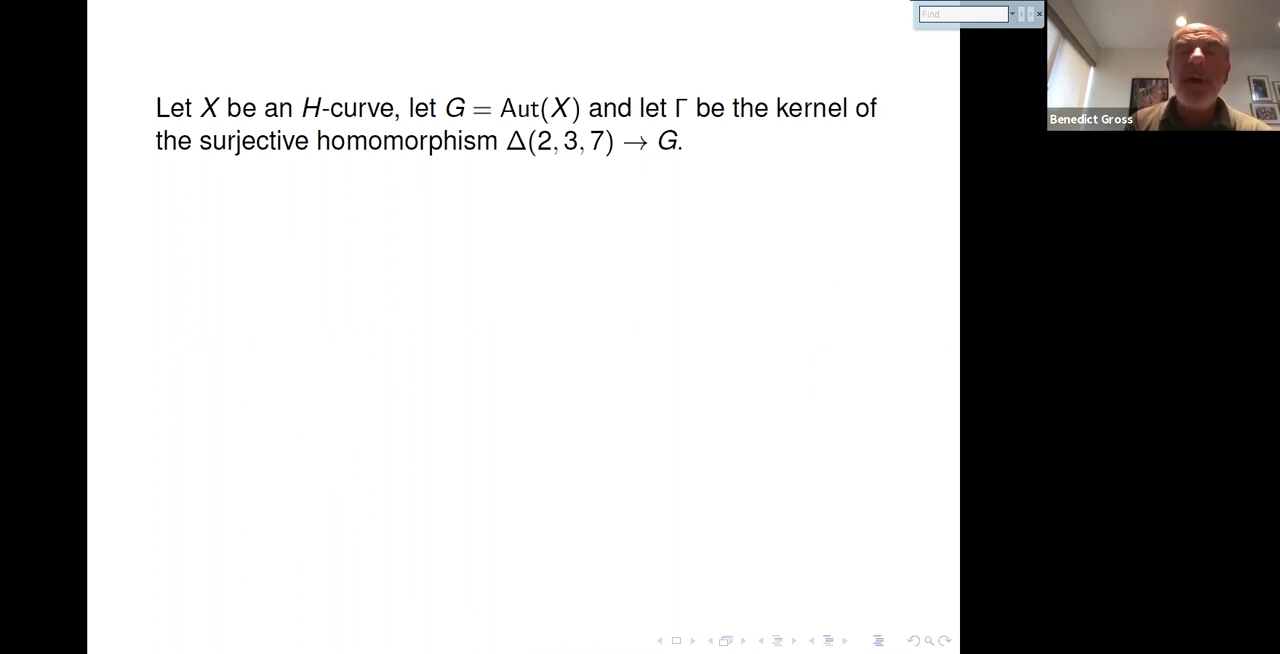 Find
Benedict Gross
Let X be an H-curve, let G = Aut(X) and let Γ be the kernel of
the surjective homomorphism Δ(2, 3, 7) → G.